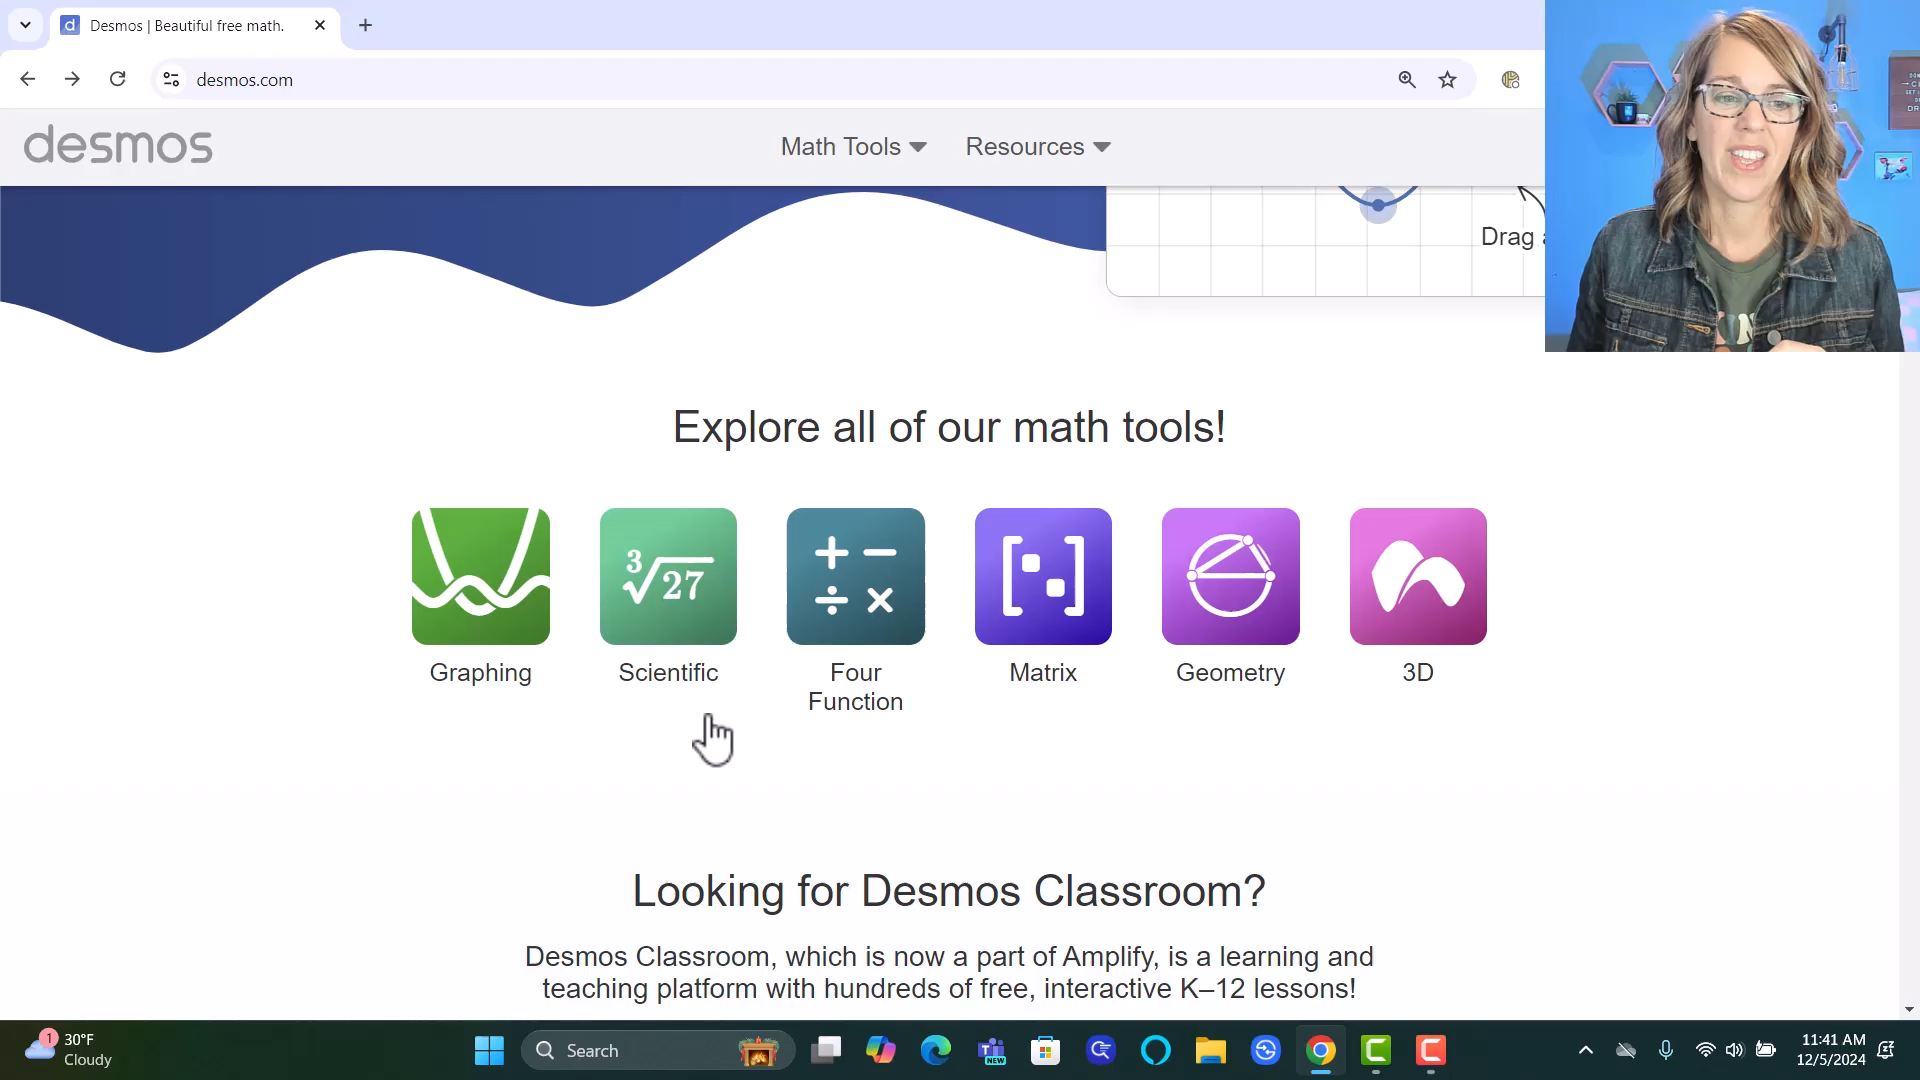 Desmos | Beautiful free math.
desmos.com
desmos
Math Tools
Resources
Drag
Explore all of our math tools!
3√27
+ −
÷ ×
Graphing
Scientific
Four
Function
Matrix
Geometry
3D
Looking for Desmos Classroom?
Desmos Classroom, which is now a part of Amplify, is a learning and
teaching platform with hundreds of free, interactive K–12 lessons!
1
30°F
Cloudy
Search
NEW
11:41 AM
12/5/2024